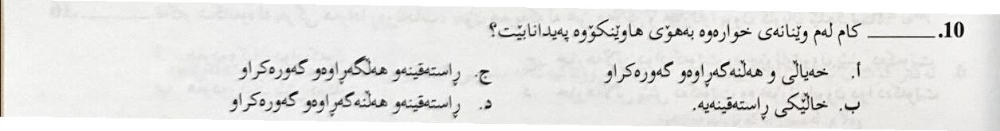 10. ________ کام لەم وێنانەی خوارەوە بەهۆی هاوێنکۆوە پەیدانابێت؟
أ. خەیاڵی و هەڵنەگەڕاوەو گەورەکراو
ج. ڕاستەقینەو هەڵگەڕاوەو گەورەکراو
ب. خاڵێکی ڕاستەقینەیە.
د. ڕاستەقینەو هەڵنەگەڕاوەو گەورەکراو